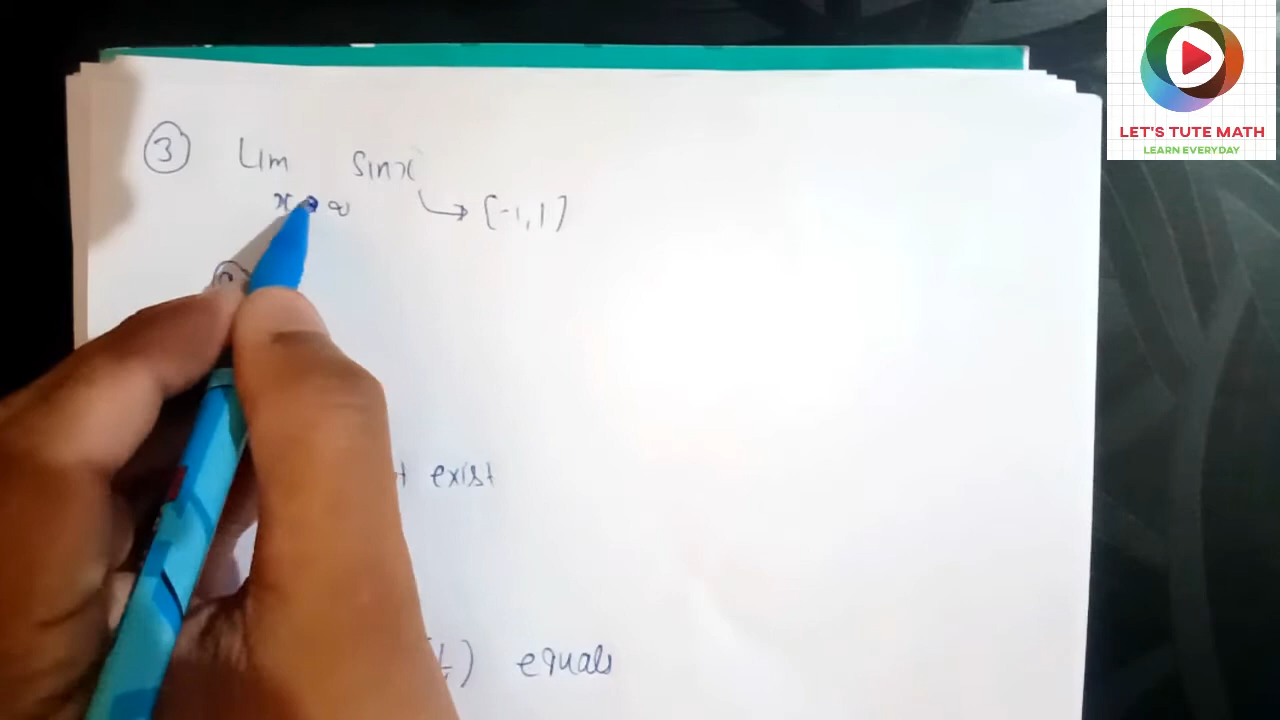 3 Lim sinx
x→∞ → [-1,1]
exist
equals
LET'S TUTE MATH
LEARN EVERYDAY